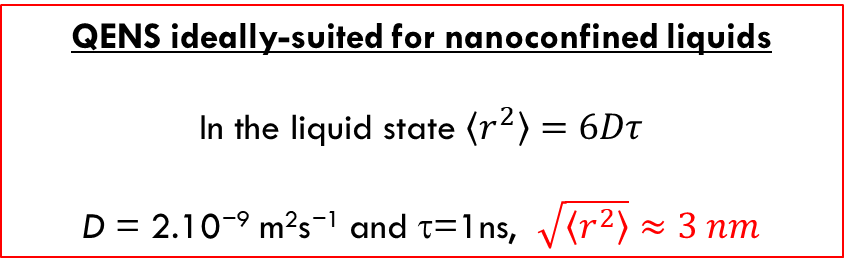 QENS ideally-suited for nanoconfined liquids
In the liquid state ⟨r²⟩ = 6Dτ
D = 2.10⁻⁹ m²s⁻¹ and τ=1ns, √⟨r²⟩ ≈ 3 nm